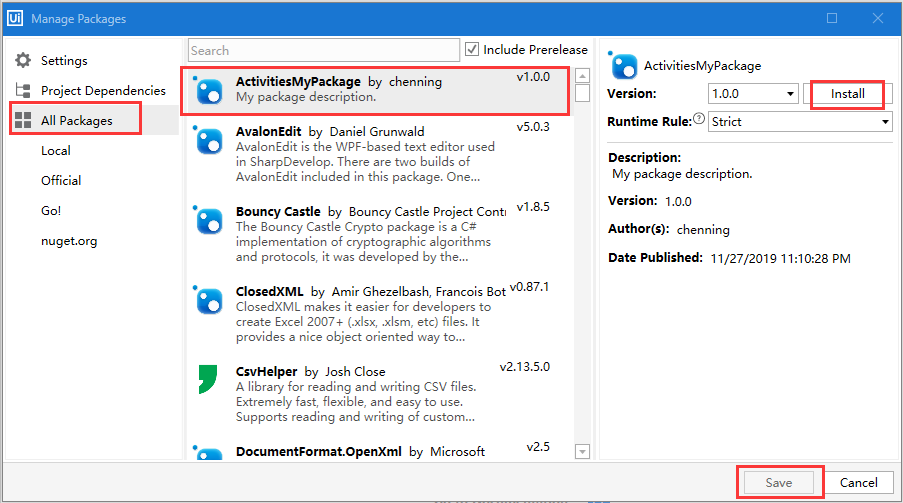 Ui Manage Packages
Settings
Project Dependencies
All Packages
Local
Official
Go!
nuget.org
Search
Include Prerelease
ActivitiesMyPackage by chenning v1.0.0
My package description.
AvalonEdit by Daniel Grunwald v5.0.3
AvalonEdit is the WPF-based text editor used
in SharpDevelop. There are two builds of
AvalonEdit included in this package. One...
Bouncy Castle by Bouncy Castle Project Contr v1.8.5
The Bouncy Castle Crypto package is a C#
implementation of cryptographic algorithms
and protocols, it was developed by the...
ClosedXML by Amir Ghezelbash, Francois Bot v0.87.1
ClosedXML makes it easier for developers to
create Excel 2007+ (.xlsx, .xlsm, etc) files. It
provides a nice object oriented way to...
CsvHelper by Josh Close v2.13.5.0
A library for reading and writing CSV files.
Extremely fast, flexible, and easy to use.
Supports reading and writing of custom...
DocumentFormat.OpenXml by Microsoft v2.5
ActivitiesMyPackage
Version: 1.0.0 Install
Runtime Rule: ? Strict
Description:
My package description.
Version: 1.0.0
Author(s): chenning
Date Published: 11/27/2019 11:10:28 PM
Save Cancel